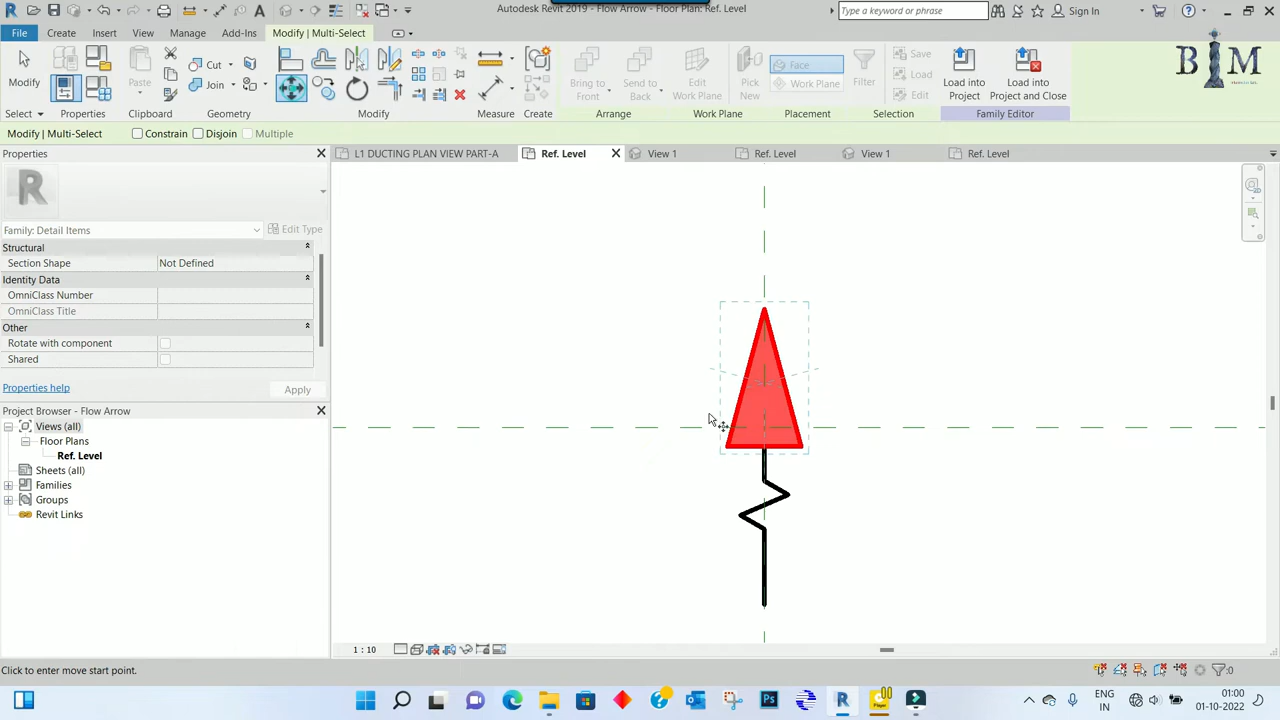 Autodesk Revit 2019 - Flow Arrow - Floor Plan: Ref. Level
Type a keyword or phrase
Sign In
File Create Insert View Manage Add-Ins Modify | Multi-Select
Modify
Paste
Cut
Join
Bring to Front
Send to Back
Edit Work Plane
Pick New
Face
Work Plane
Filter
Save
Load
Edit
Load into Project
Load into Project and Close
BIM
Select Properties Clipboard Geometry Modify Measure Create Arrange Work Plane Placement Selection Family Editor
Modify | Multi-Select Constrain Disjoin Multiple
Properties
L1 DUCTING PLAN VIEW PART-A Ref. Level View 1 Ref. Level View 1 Ref. Level
R
Family: Detail Items Edit Type
Structural
Section Shape Not Defined
Identity Data
OmniClass Number
OmniClass Title
Other
Rotate with component
Shared
Properties help Apply
Project Browser - Flow Arrow
Views (all)
Floor Plans
Ref. Level
Sheets (all)
Families
Groups
Revit Links
1 : 10
Click to enter move start point.
:0
ENG
IN
01:00
01-10-2022